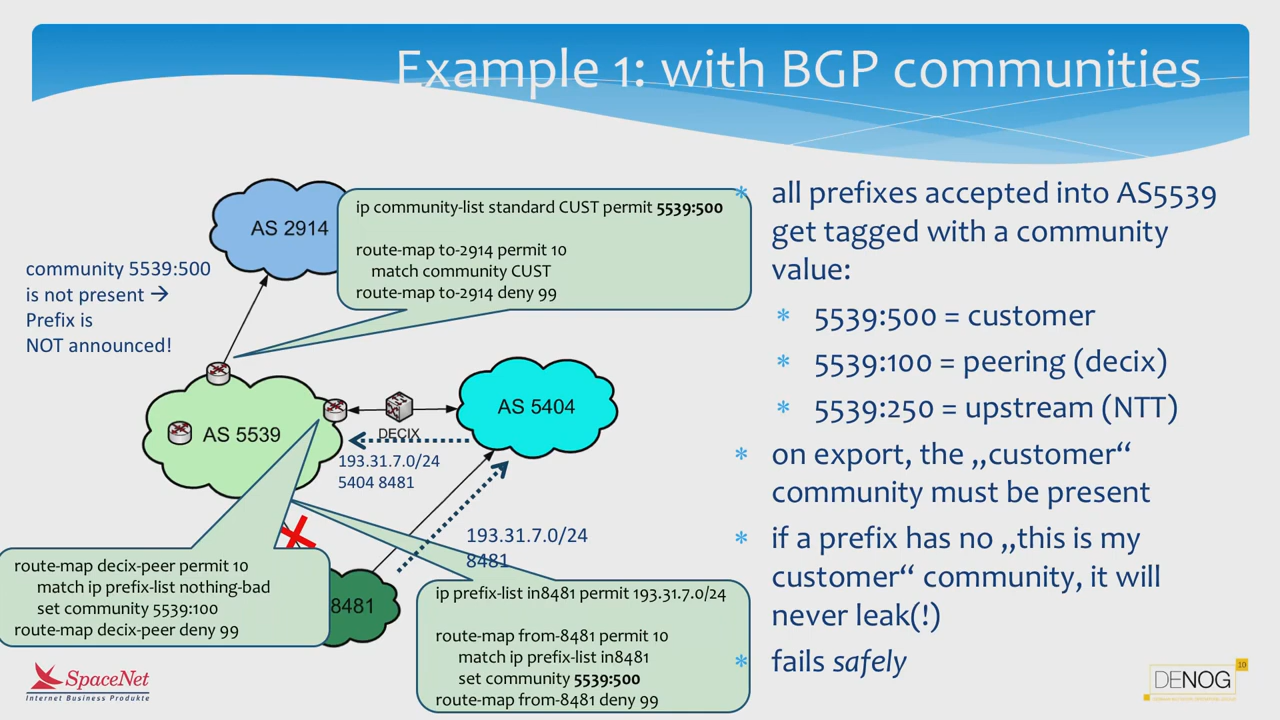 Example 1: with BGP communities
AS 2914
ip community-list standard CUST permit 5539:500
route-map to-2914 permit 10
match community CUST
route-map to-2914 deny 99
community 5539:500
is not present →
Prefix is
NOT announced!
AS 5539
DECIX
AS 5404
193.31.7.0/24
5404 8481
193.31.7.0/24
8481
8481
route-map decix-peer permit 10
match ip prefix-list nothing-bad
set community 5539:100
route-map decix-peer deny 99
ip prefix-list in8481 permit 193.31.7.0/24
route-map from-8481 permit 10
match ip prefix-list in8481
set community 5539:500
route-map from-8481 deny 99
* all prefixes accepted into AS5539
get tagged with a community
value:
* 5539:500 = customer
* 5539:100 = peering (decix)
* 5539:250 = upstream (NTT)
* on export, the „customer“
community must be present
* if a prefix has no „this is my
customer“ community, it will
never leak(!)
* fails safely
SpaceNet
Internet Business Produkte
DENOG
10